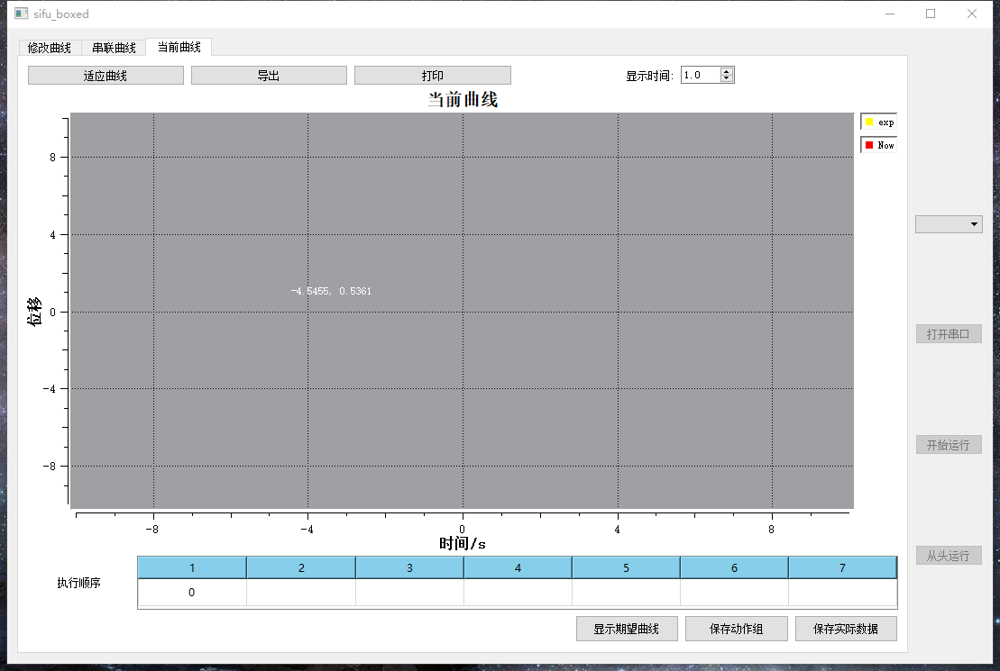 sifu_boxed
修改曲线 串联曲线 当前曲线
适应曲线 导出 打印 显示时间: 1.0
当前曲线
exp
Now
8
4
0
-4
-8
位移
-4.5455, 0.5361
-8 -4 0 4 8
时间/s
打开串口
开始运行
从头运行
执行顺序
1 2 3 4 5 6 7
0
显示期望曲线 保存动作组 保存实际数据